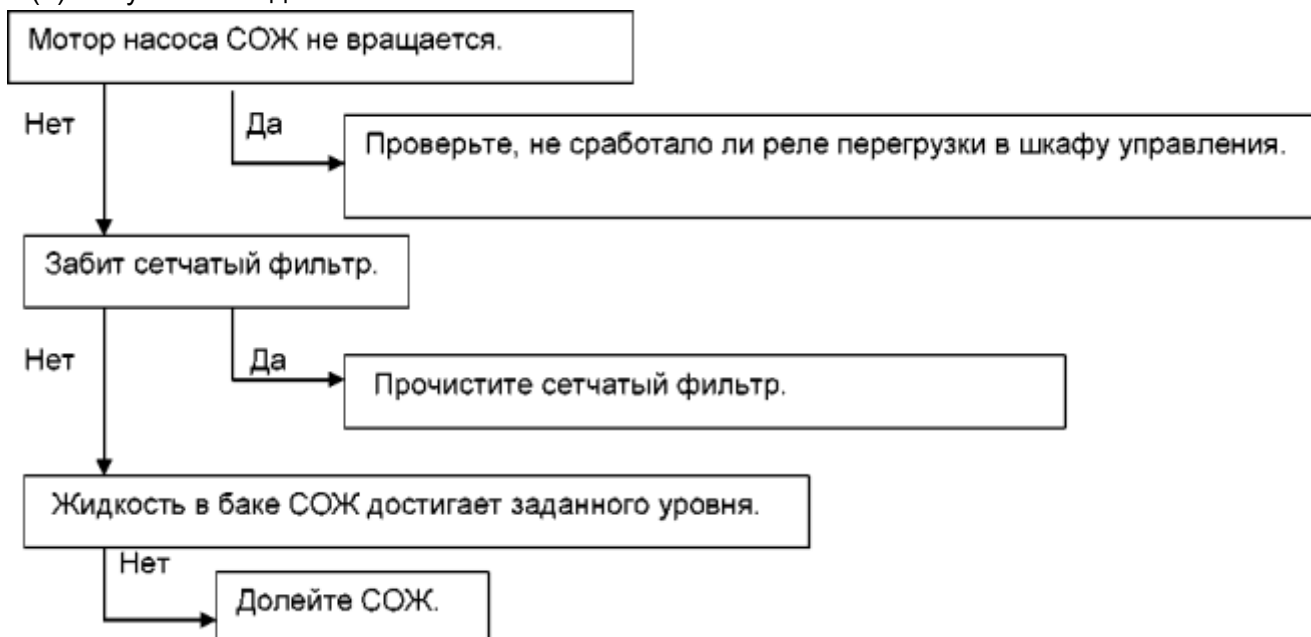 Мотор насоса СОЖ не вращается.
Нет
Да
Проверьте, не сработало ли реле перегрузки в шкафу управления.
Забит сетчатый фильтр.
Нет
Да
Прочистите сетчатый фильтр.
Жидкость в баке СОЖ достигает заданного уровня.
Нет
Долейте СОЖ.